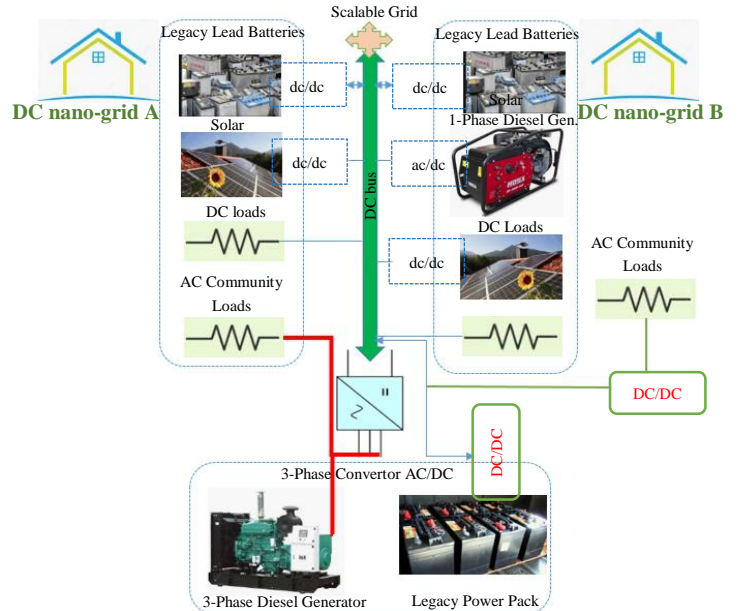 Scalable Grid
Legacy Lead Batteries
Legacy Lead Batteries
dc/dc
dc/dc
DC nano-grid A
DC nano-grid B
Solar
Solar
1-Phase Diesel Gen.
dc/dc
ac/dc
DC bus
DC loads
DC Loads
dc/dc
AC Community
Loads
AC Community
Loads
DC/DC
DC/DC
3-Phase Convertor AC/DC
3-Phase Diesel Generator
Legacy Power Pack